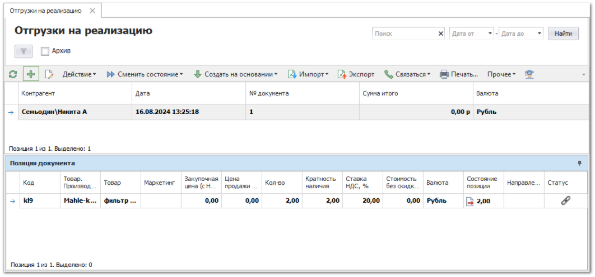 Отгрузки на реализацию ×
Отгрузки на реализацию
Поиск × Дата от - Дата до Найти
Архив
Действие Сменить состояние Создать на основании Импорт Экспорт Связаться Печать... Прочее
Контрагент Дата № документа Сумма итого Валюта
Семьодин\Никита А 16.08.2024 13:25:18 1 0,00 р Рубль
Позиция 1 из 1. Выделено: 1
Позиции документа
Код Товар, Производ... Товар Маркетинг Закупочная цена (с Н... Цена продажи ... Кол-во Кратность наличия Ставка НДС, % Стоимость без скидк... Валюта Состояние позиции Направле... Статус
kl9 Mahle-k... фильтр ... 0,00 0,00 2,00 2,00 20,00 0,00 Рубль 2,00
Позиция 1 из 1. Выделено: 0